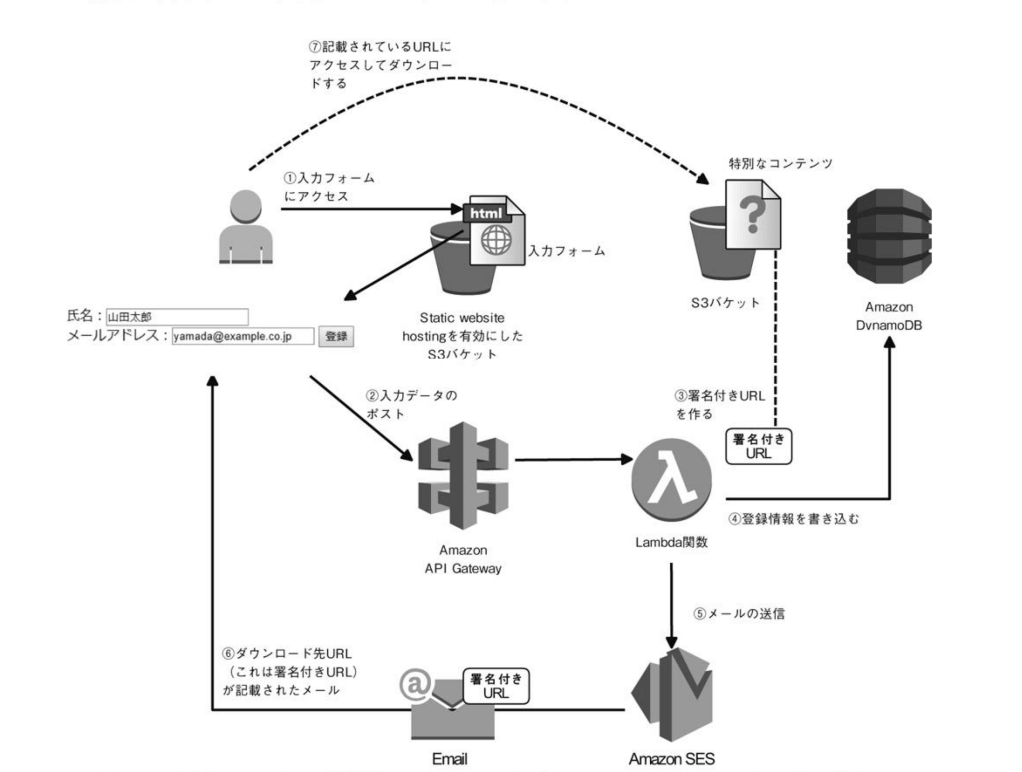 ⑦記載されているURLに
アクセスしてダウンロー
ドする
特別なコンテンツ
①入力フォーム
にアクセス
html
?
入力フォーム
S3バケット
Amazon
DynamoDB
氏名：山田太郎
メールアドレス：yamada@example.co.jp 登録
Static website
hostingを有効にした
S3バケット
②入力データの
ポスト
③署名付きURL
を作る
署名付き
URL
λ
④登録情報を書き込む
Amazon
API Gateway
Lambda関数
⑤メールの送信
⑥ダウンロード先URL
（これは署名付きURL）
が記載されたメール
@
署名付き
URL
Email
Amazon SES